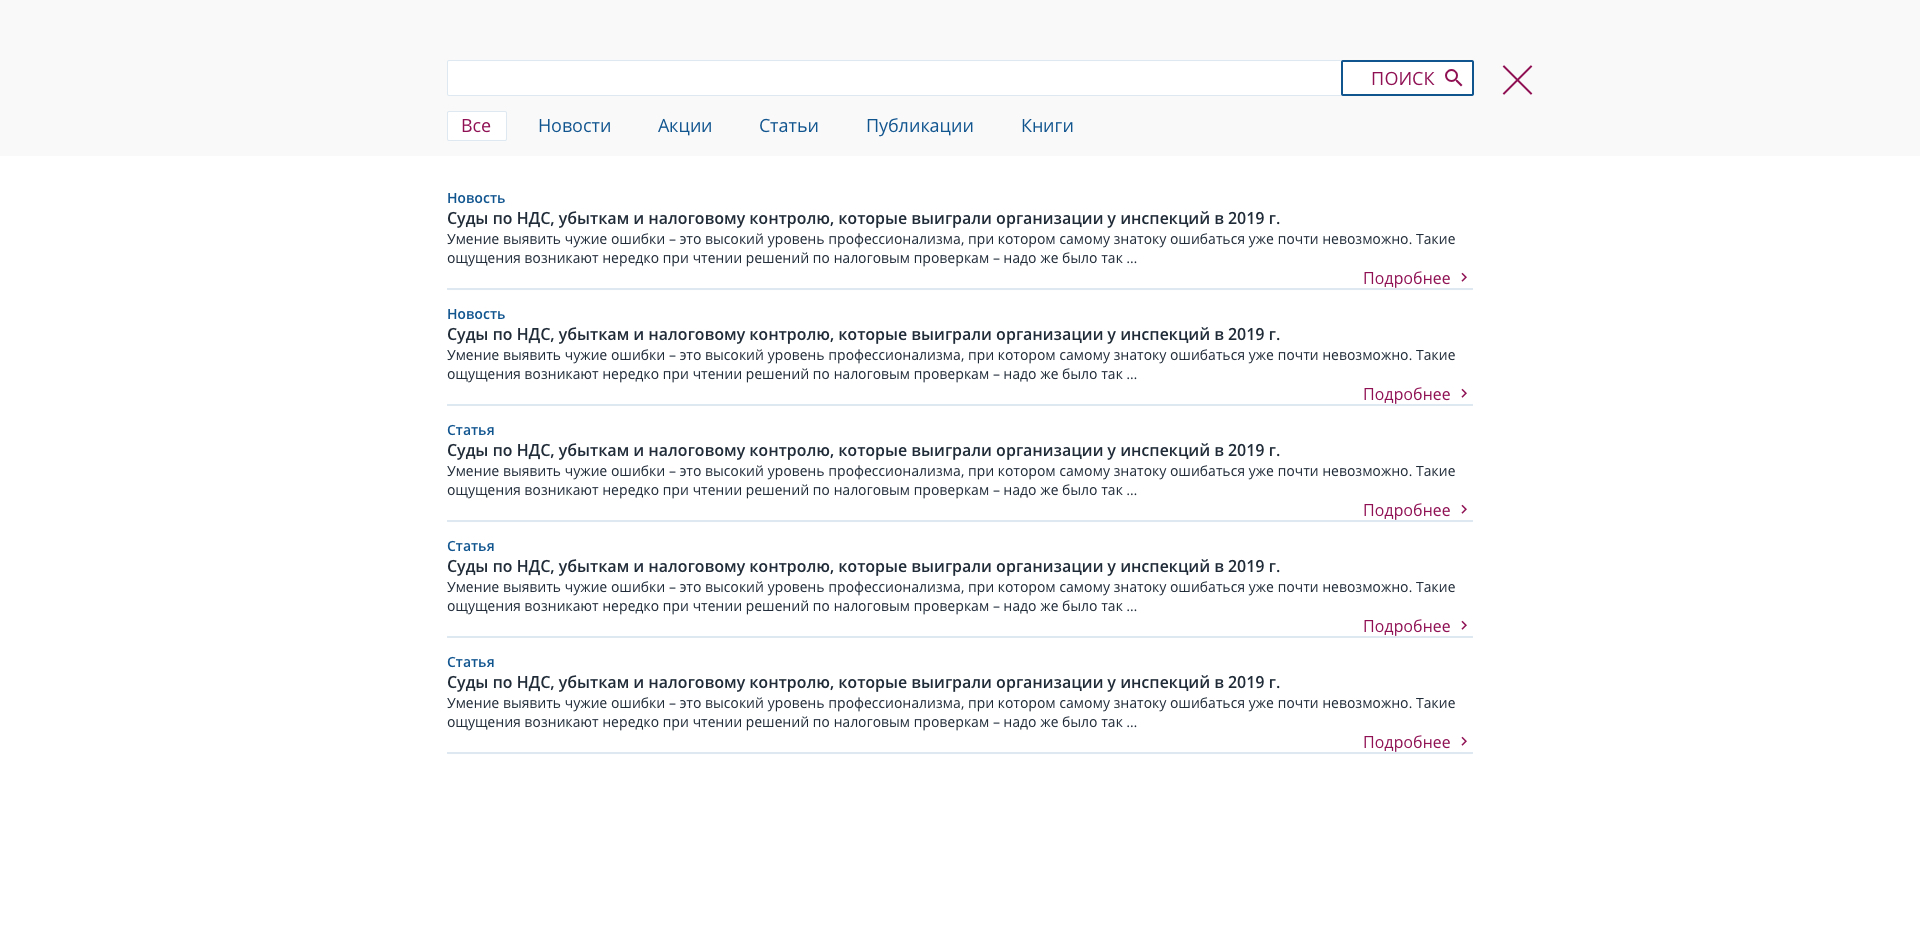 ПОИСК
Все Новости Акции Статьи Публикации Книги
Новость
Суды по НДС, убыткам и налоговому контролю, которые выиграли организации у инспекций в 2019 г.
Умение выявить чужие ошибки – это высокий уровень профессионализма, при котором самому знатоку ошибаться уже почти невозможно. Такие
ощущения возникают нередко при чтении решений по налоговым проверкам – надо же было так ...
Подробнее
Новость
Суды по НДС, убыткам и налоговому контролю, которые выиграли организации у инспекций в 2019 г.
Умение выявить чужие ошибки – это высокий уровень профессионализма, при котором самому знатоку ошибаться уже почти невозможно. Такие
ощущения возникают нередко при чтении решений по налоговым проверкам – надо же было так ...
Подробнее
Статья
Суды по НДС, убыткам и налоговому контролю, которые выиграли организации у инспекций в 2019 г.
Умение выявить чужие ошибки – это высокий уровень профессионализма, при котором самому знатоку ошибаться уже почти невозможно. Такие
ощущения возникают нередко при чтении решений по налоговым проверкам – надо же было так ...
Подробнее
Статья
Суды по НДС, убыткам и налоговому контролю, которые выиграли организации у инспекций в 2019 г.
Умение выявить чужие ошибки – это высокий уровень профессионализма, при котором самому знатоку ошибаться уже почти невозможно. Такие
ощущения возникают нередко при чтении решений по налоговым проверкам – надо же было так ...
Подробнее
Статья
Суды по НДС, убыткам и налоговому контролю, которые выиграли организации у инспекций в 2019 г.
Умение выявить чужие ошибки – это высокий уровень профессионализма, при котором самому знатоку ошибаться уже почти невозможно. Такие
ощущения возникают нередко при чтении решений по налоговым проверкам – надо же было так ...
Подробнее